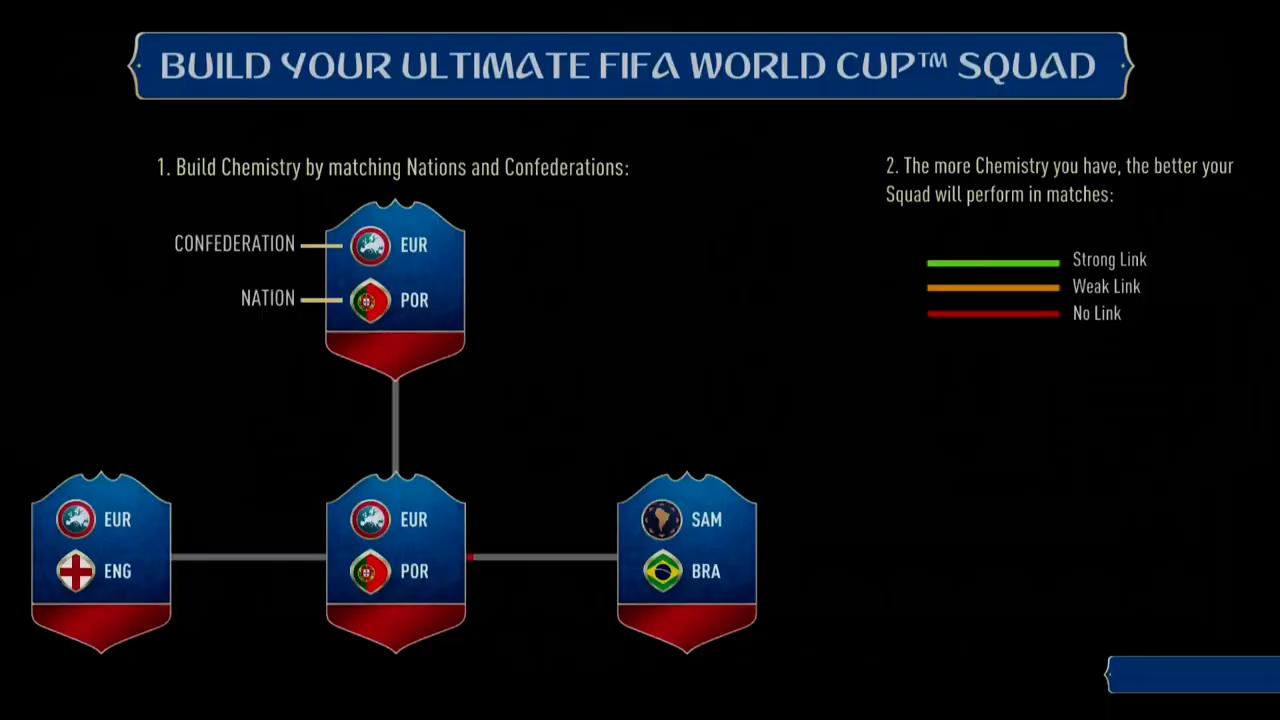 BUILD YOUR ULTIMATE FIFA WORLD CUP™ SQUAD
1. Build Chemistry by matching Nations and Confederations:
CONFEDERATION
EUR
NATION
POR
EUR
ENG
EUR
POR
SAM
BRA
2. The more Chemistry you have, the better your
Squad will perform in matches:
Strong Link
Weak Link
No Link